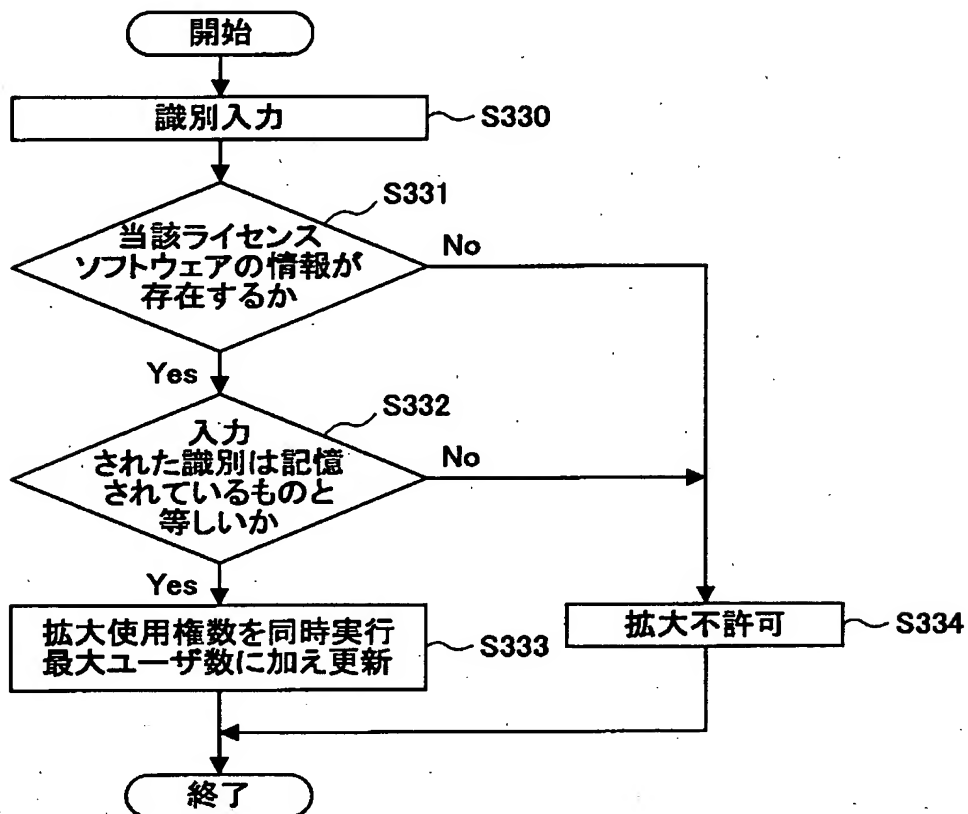 開始
識別入力
S330
S331
当該ライセンス
ソフトウェアの情報が
存在するか
No
Yes
S332
入力
された識別は記憶
されているものと
等しいか
No
Yes
拡大使用権数を同時実行
最大ユーザ数に加え更新
S333
拡大不許可
S334
終了